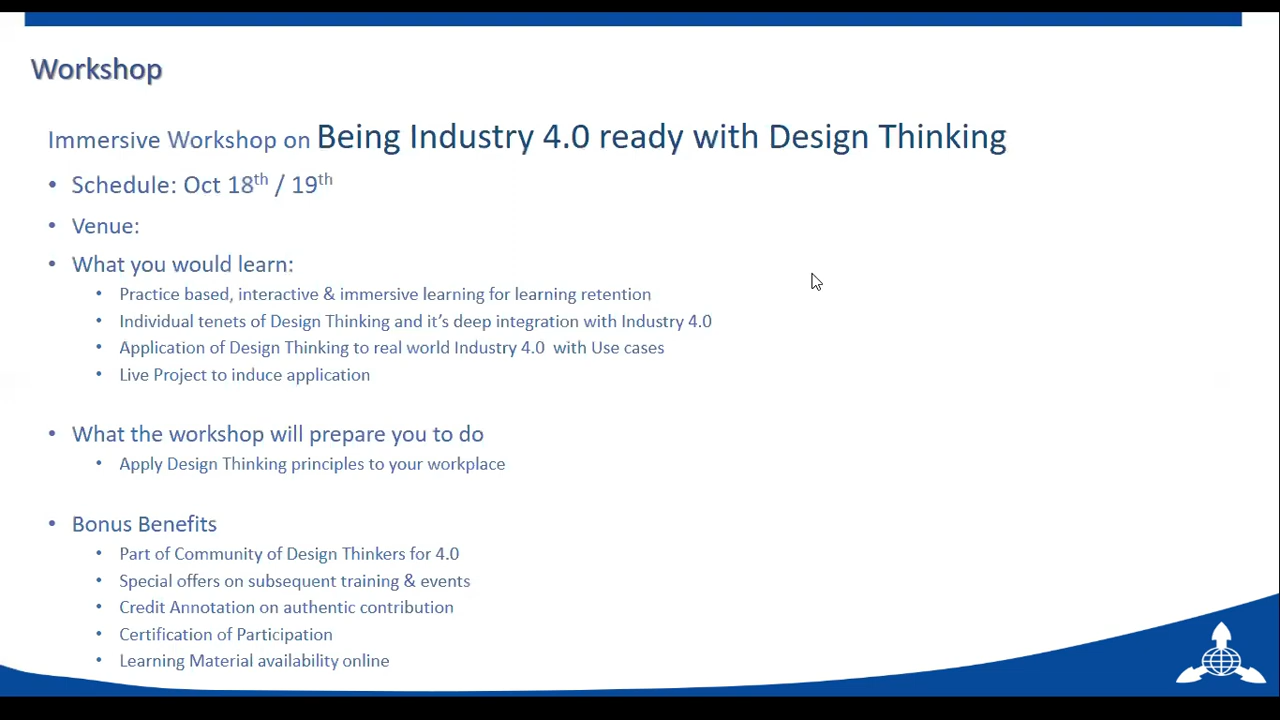 Workshop
Immersive Workshop on Being Industry 4.0 ready with Design Thinking
• Schedule: Oct 18th / 19th
• Venue:
• What you would learn:
• Practice based, interactive & immersive learning for learning retention
• Individual tenets of Design Thinking and it’s deep integration with Industry 4.0
• Application of Design Thinking to real world Industry 4.0  with Use cases
• Live Project to induce application
• What the workshop will prepare you to do
• Apply Design Thinking principles to your workplace
• Bonus Benefits
• Part of Community of Design Thinkers for 4.0
• Special offers on subsequent training & events
• Credit Annotation on authentic contribution
• Certification of Participation
• Learning Material availability online